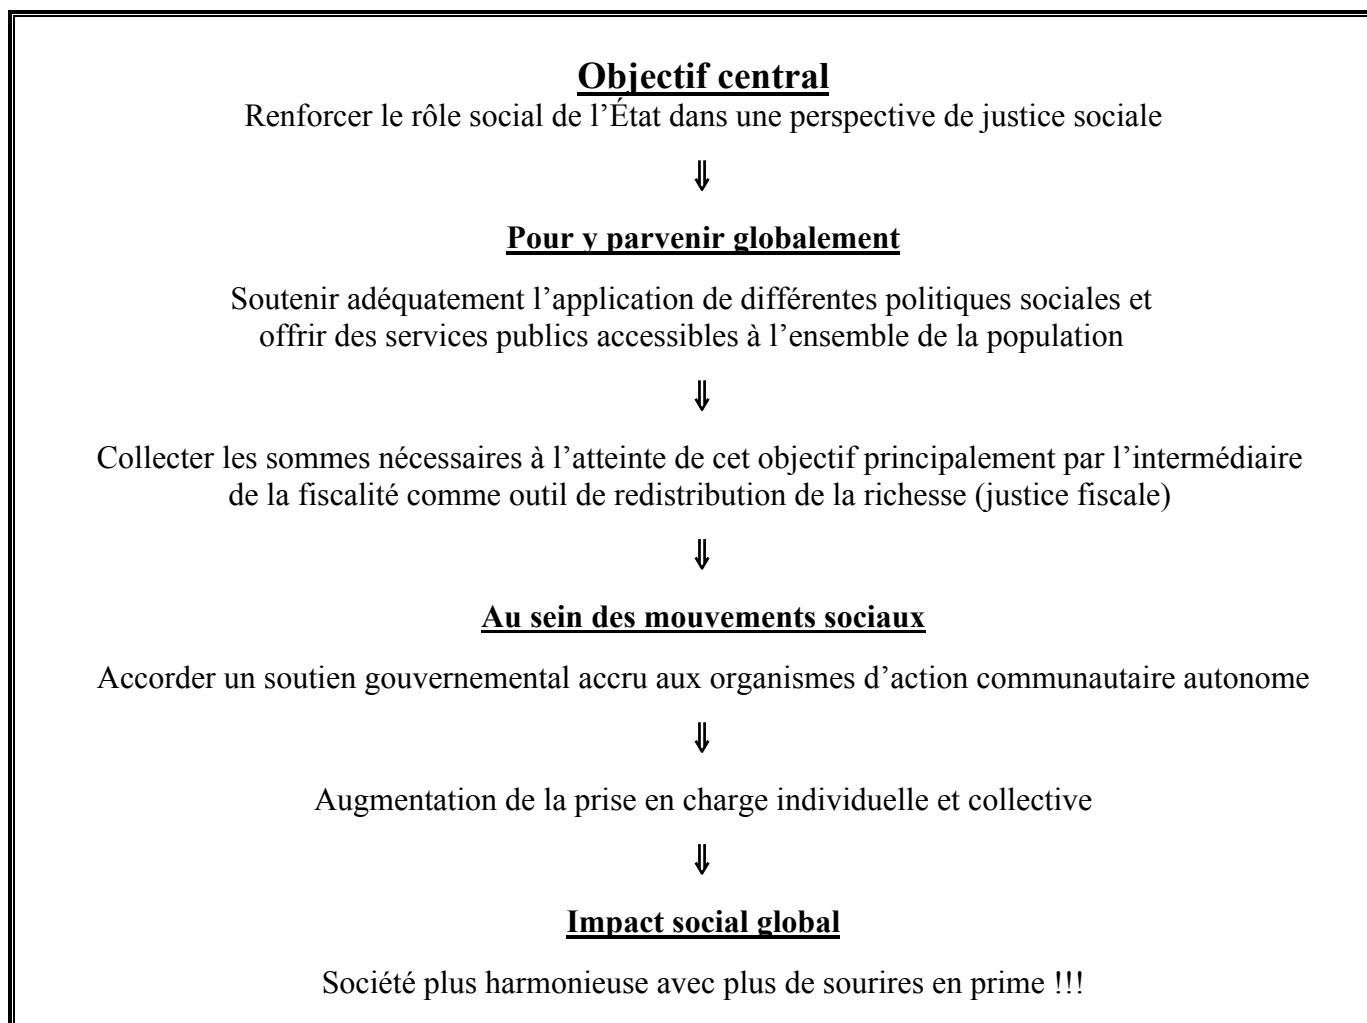 Objectif central
Renforcer le rôle social de l’État dans une perspective de justice sociale
⇓
Pour y parvenir globalement
Soutenir adéquatement l’application de différentes politiques sociales et
offrir des services publics accessibles à l’ensemble de la population
⇓
Collecter les sommes nécessaires à l’atteinte de cet objectif principalement par l’intermédiaire
de la fiscalité comme outil de redistribution de la richesse (justice fiscale)
⇓
Au sein des mouvements sociaux
Accorder un soutien gouvernemental accru aux organismes d’action communautaire autonome
⇓
Augmentation de la prise en charge individuelle et collective
⇓
Impact social global
Société plus harmonieuse avec plus de sourires en prime !!!